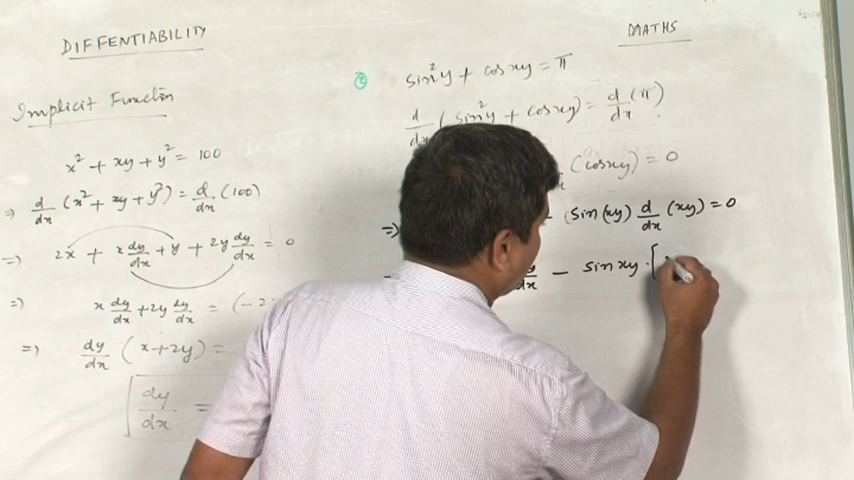 DIFFENTIABILITY
MATHS
Implicit Function
x² + xy + y² = 100
⇒ d/dx (x² + xy + y²) = d/dx (100)
⇒ 2x + x dy/dx + y + 2y dy/dx = 0
⇒ x dy/dx + 2y dy/dx = (-2
⇒ dy/dx (x+2y) =
dy/dx =
② sin²y + cos xy = π
d/dx (sin²y + cos xy) = d/dx (π).
(cos xy) = 0
⇒ - (sin(xy) d/dx (xy) = 0
- sin xy · [